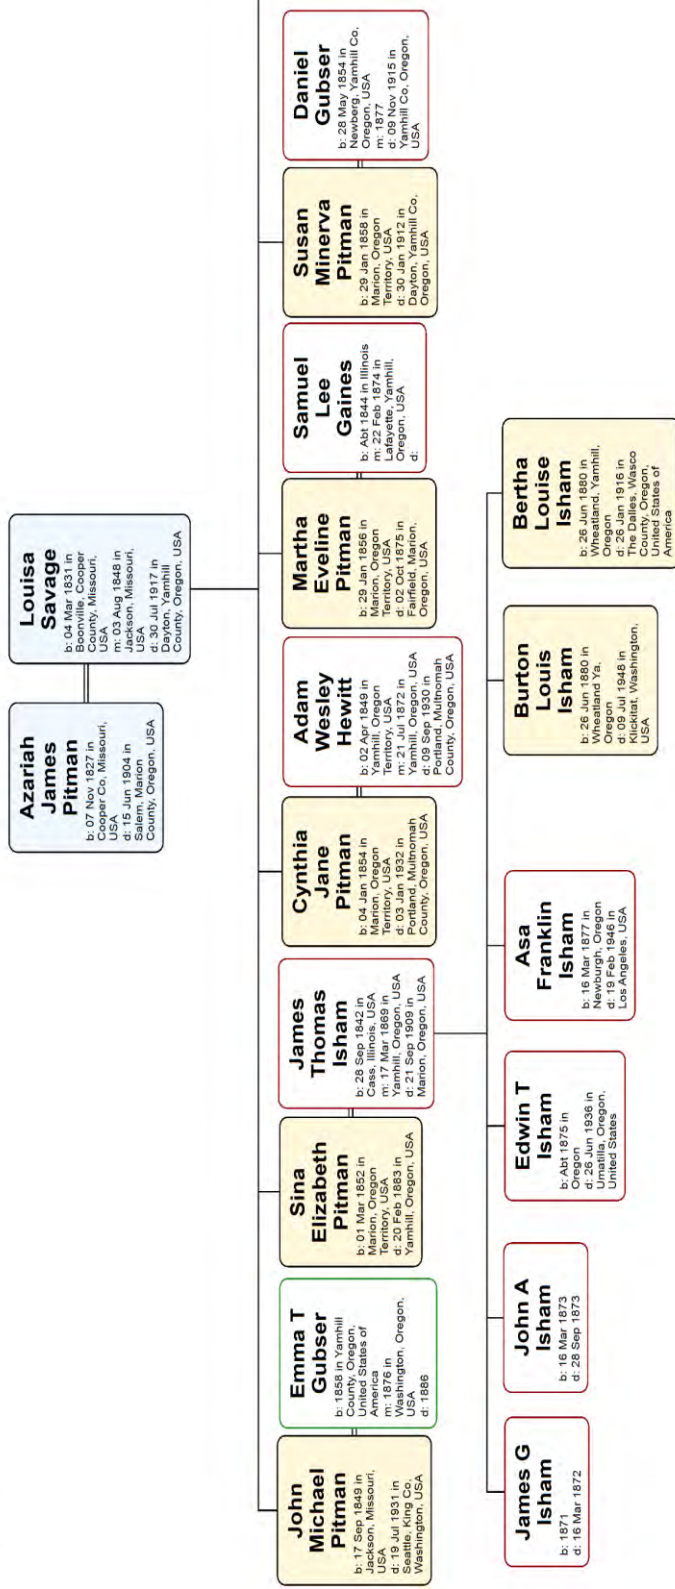 Azariah
James
Pitman
b: 07 Nov 1827 in
Cooper Co, Missouri,
USA
d: 15 Jun 1904 in
Salem, Marion
County, Oregon, USA
Louisa
Savage
b: 04 Mar 1831 in
Boonville, Cooper
County, Missouri,
USA
m: 03 Aug 1848 in
Jackson, Missouri,
USA
d: 30 Jul 1917 in
Dayton, Yamhill
County, Oregon, USA
John
Michael
Pitman
b: 17 Sep 1849 in
Jackson, Missouri,
USA
d: 19 Jul 1931 in
Seattle, King Co,
Washington, USA
Emma T
Gubser
b: 1858 in Yamhill
County, Oregon,
United States of
America
m: 1876 in
Washington, Oregon,
USA
d: 1886
Sina
Elizabeth
Pitman
b: 01 Mar 1852 in
Marion, Oregon
Territory, USA
d: 20 Feb 1883 in
Yamhill, Oregon, USA
James
Thomas
Isham
b: 28 Sep 1842 in
Cass, Illinois, USA
m: 17 Mar 1869 in
Yamhill, Oregon, USA
d: 21 Sep 1909 in
Marion, Oregon, USA
Cynthia
Jane
Pitman
b: 04 Jan 1854 in
Marion, Oregon
Territory, USA
d: 03 Jan 1932 in
Portland, Multnomah
County, Oregon, USA
Adam
Wesley
Hewitt
b: 02 Apr 1849 in
Yamhill, Oregon
Territory, USA
m: 21 Jul 1872 in
Yamhill, Oregon, USA
d: 09 Sep 1930 in
Portland, Multnomah
County, Oregon, USA
Martha
Eveline
Pitman
b: 29 Jan 1856 in
Marion, Oregon
Territory, USA
d: 02 Oct 1875 in
Fairfield, Marion,
Oregon, USA
Samuel
Lee
Gaines
b: Abt 1844 in Illinois
m: 22 Feb 1874 in
Lafayette, Yamhill,
Oregon, USA
d:
Susan
Minerva
Pitman
b: 29 Jan 1858 in
Marion, Oregon
Territory, USA
d: 30 Jan 1912 in
Dayton, Yamhill Co,
Oregon, USA
Daniel
Gubser
b: 28 May 1854 in
Newberg, Yamhill Co,
Oregon, USA
m: 1877
d: 09 Nov 1915 in
Yamhill Co, Oregon,
USA
James G
Isham
b: 1871
d: 16 Mar 1872
John A
Isham
b: 16 Mar 1873
d: 28 Sep 1873
Edwin T
Isham
b: Abt 1875 in
Oregon
d: 26 Jun 1936 in
Umatilla, Oregon,
United States
Asa
Franklin
Isham
b: 16 Mar 1877 in
Newburgh, Oregon
d: 19 Feb 1946 in
Los Angeles, USA
Burton
Louis
Isham
b: 26 Jun 1880 in
Wheatland Ya,
Oregon
d: 09 Jul 1948 in
Klickitat, Washington,
USA
Bertha
Louise
Isham
b: 26 Jun 1880 in
Wheatland, Yamhill,
Oregon
d: 26 Jan 1916 in
The Dalles, Wasco
County, Oregon,
United States of
America